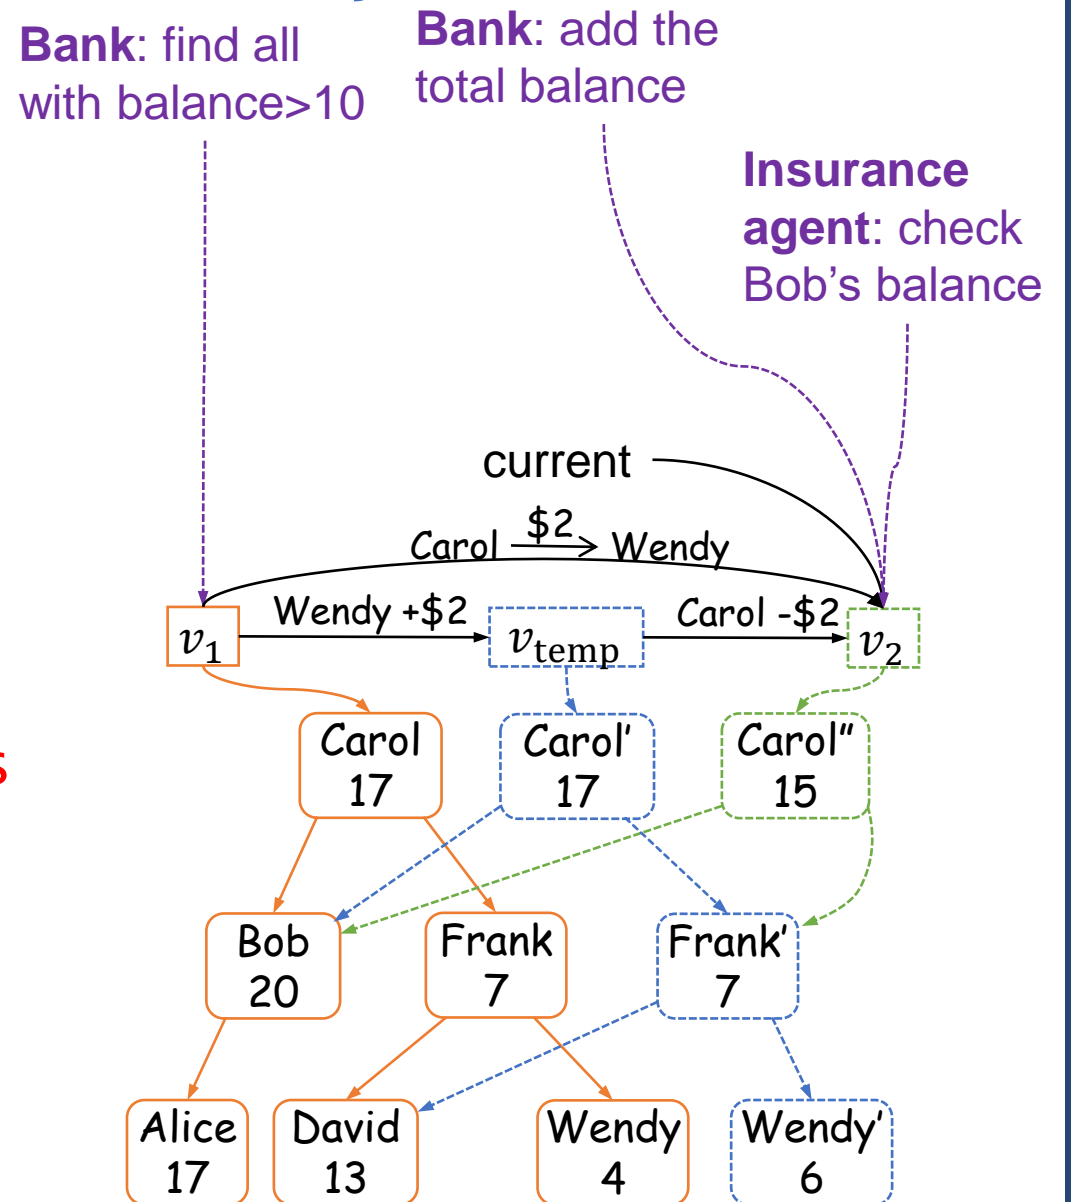 Bank: find all
with balance>10
Bank: add the
total balance
Insurance
agent: check
Bob's balance
current
Carol $2 Wendy
Wendy +$2
Carol -$2
v1
vtemp
v2
s
Carol
17
Carol'
17
Carol"
15
Bob
20
Frank
7
Frank'
7
Alice
17
David
13
Wendy
4
Wendy'
6